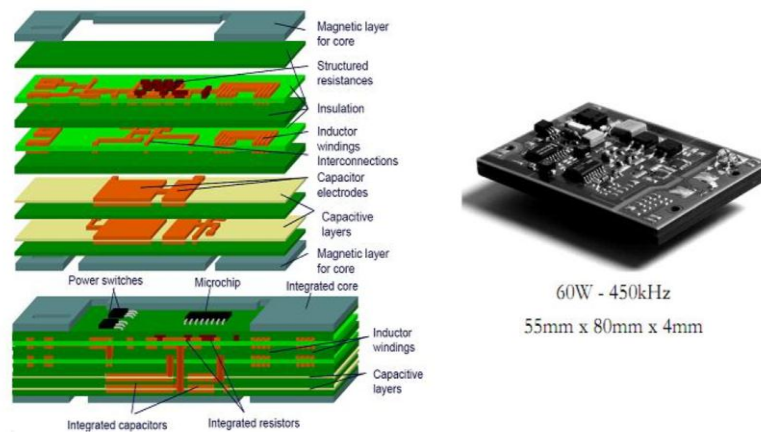 Magnetic layer
for core
Structured
resistances
Insulation
Inductor
windings
Interconnections
Capacitor
electrodes
Capacitive
layers
Magnetic layer
for core
Power switches
Microchip
Integrated core
Inductor
windings
Capacitive
layers
Integrated capacitors
Integrated resistors
60W - 450kHz
55mm x 80mm x 4mm